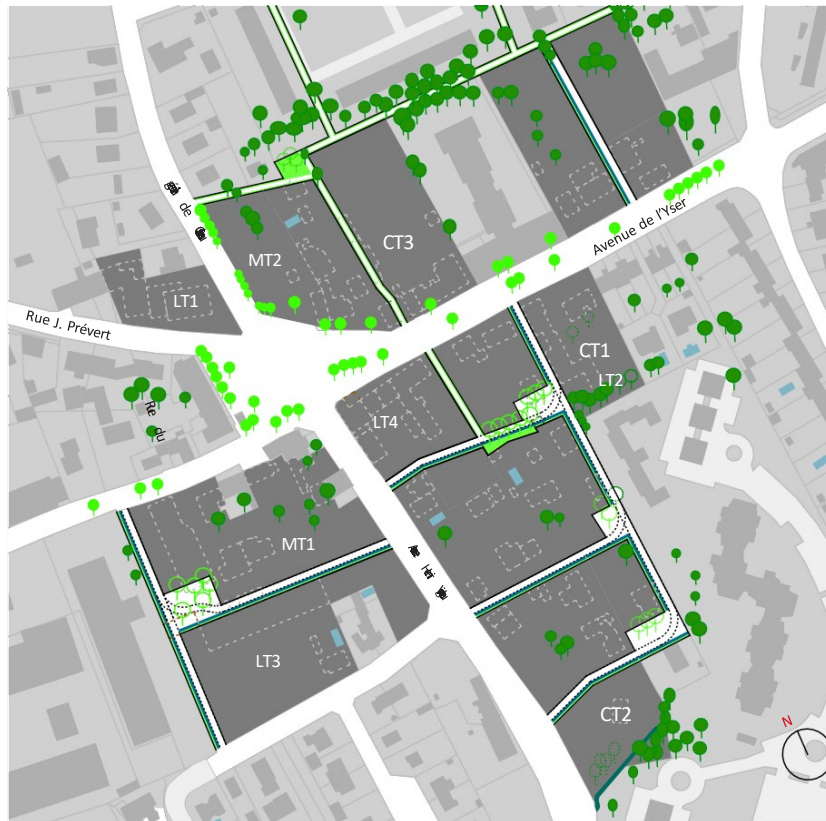 Avenue de l'Yser
MT2
CT3
LT1
Rue J. Prévert
CT1
LT2
LT4
MT1
LT3
CT2
N